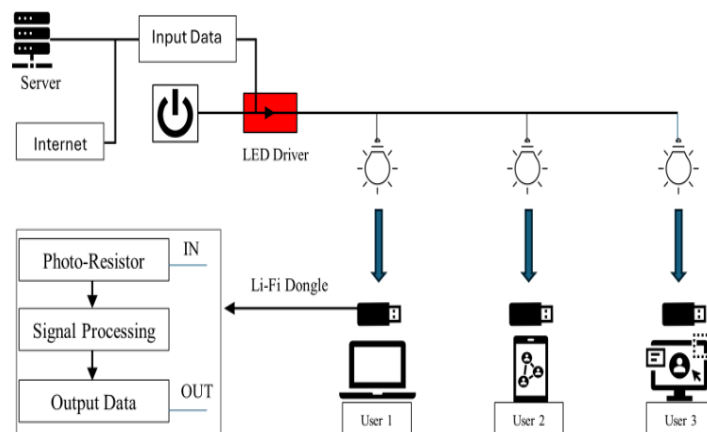 Input Data
Server
Internet
LED Driver
Photo-Resistor
IN
Signal Processing
Output Data
OUT
Li-Fi Dongle
User 1
User 2
User 3